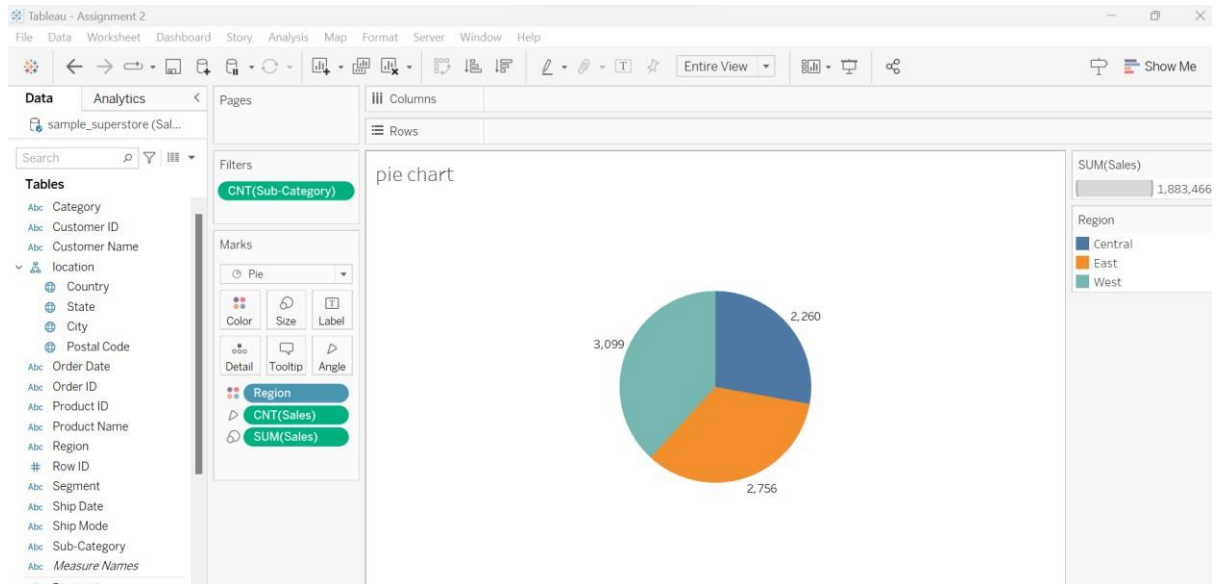 Tableau - Assignment 2
File Data Worksheet Dashboard Story Analysis Map Format Server Window Help
Entire View
Show Me
Data Analytics
sample_superstore (Sal...
Search
Tables
Abc Category
Abc Customer ID
Abc Customer Name
location
Country
State
City
Postal Code
Abc Order Date
Abc Order ID
Abc Product ID
Abc Product Name
Abc Region
# Row ID
Abc Segment
Abc Ship Date
Abc Ship Mode
Abc Sub-Category
Abc Measure Names
Pages
Filters
CNT(Sub-Category)
Marks
Pie
Color Size Label
T
Detail Tooltip Angle
Region
CNT(Sales)
SUM(Sales)
Columns
Rows
pie chart
2,260
3,099
2,756
SUM(Sales)
1,883,466
Region
Central
East
West